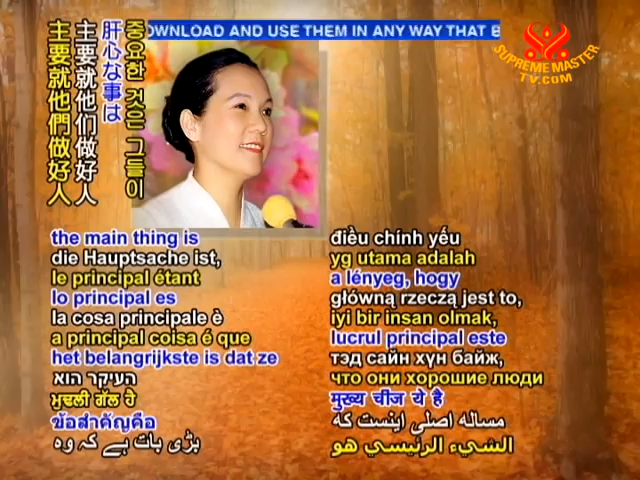 OWNLOAD AND USE THEM IN ANY WAY THAT B
SUPREME MASTER
TV.COM
중요한 것은 그들이
肝心な事は
主要就他们做好人
主要就他們做好人
the main thing is
die Hauptsache ist,
le principal étant
lo principal es
la cosa principale è
a principal coisa é que
het belangrijkste is dat ze
העיקר הוא
ਮੁਢਲੀ ਗੱਲ ਹੈ
ข้อสำคัญคือ
بڑی بات ہے کہ وہ
điều chính yếu
yg utama adalah
a lényeg, hogy
główną rzeczą jest to,
iyi bir insan olmak,
lucrul principal este
тэд сайн хүн байж,
что они хорошие люди
मुख्य चीज ये है
مساله اصلی اینست که
الشيء الرئيسي هو